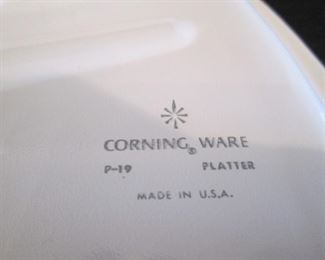 CORNING® WARE
P-19 PLATTER
MADE IN U.S.A.